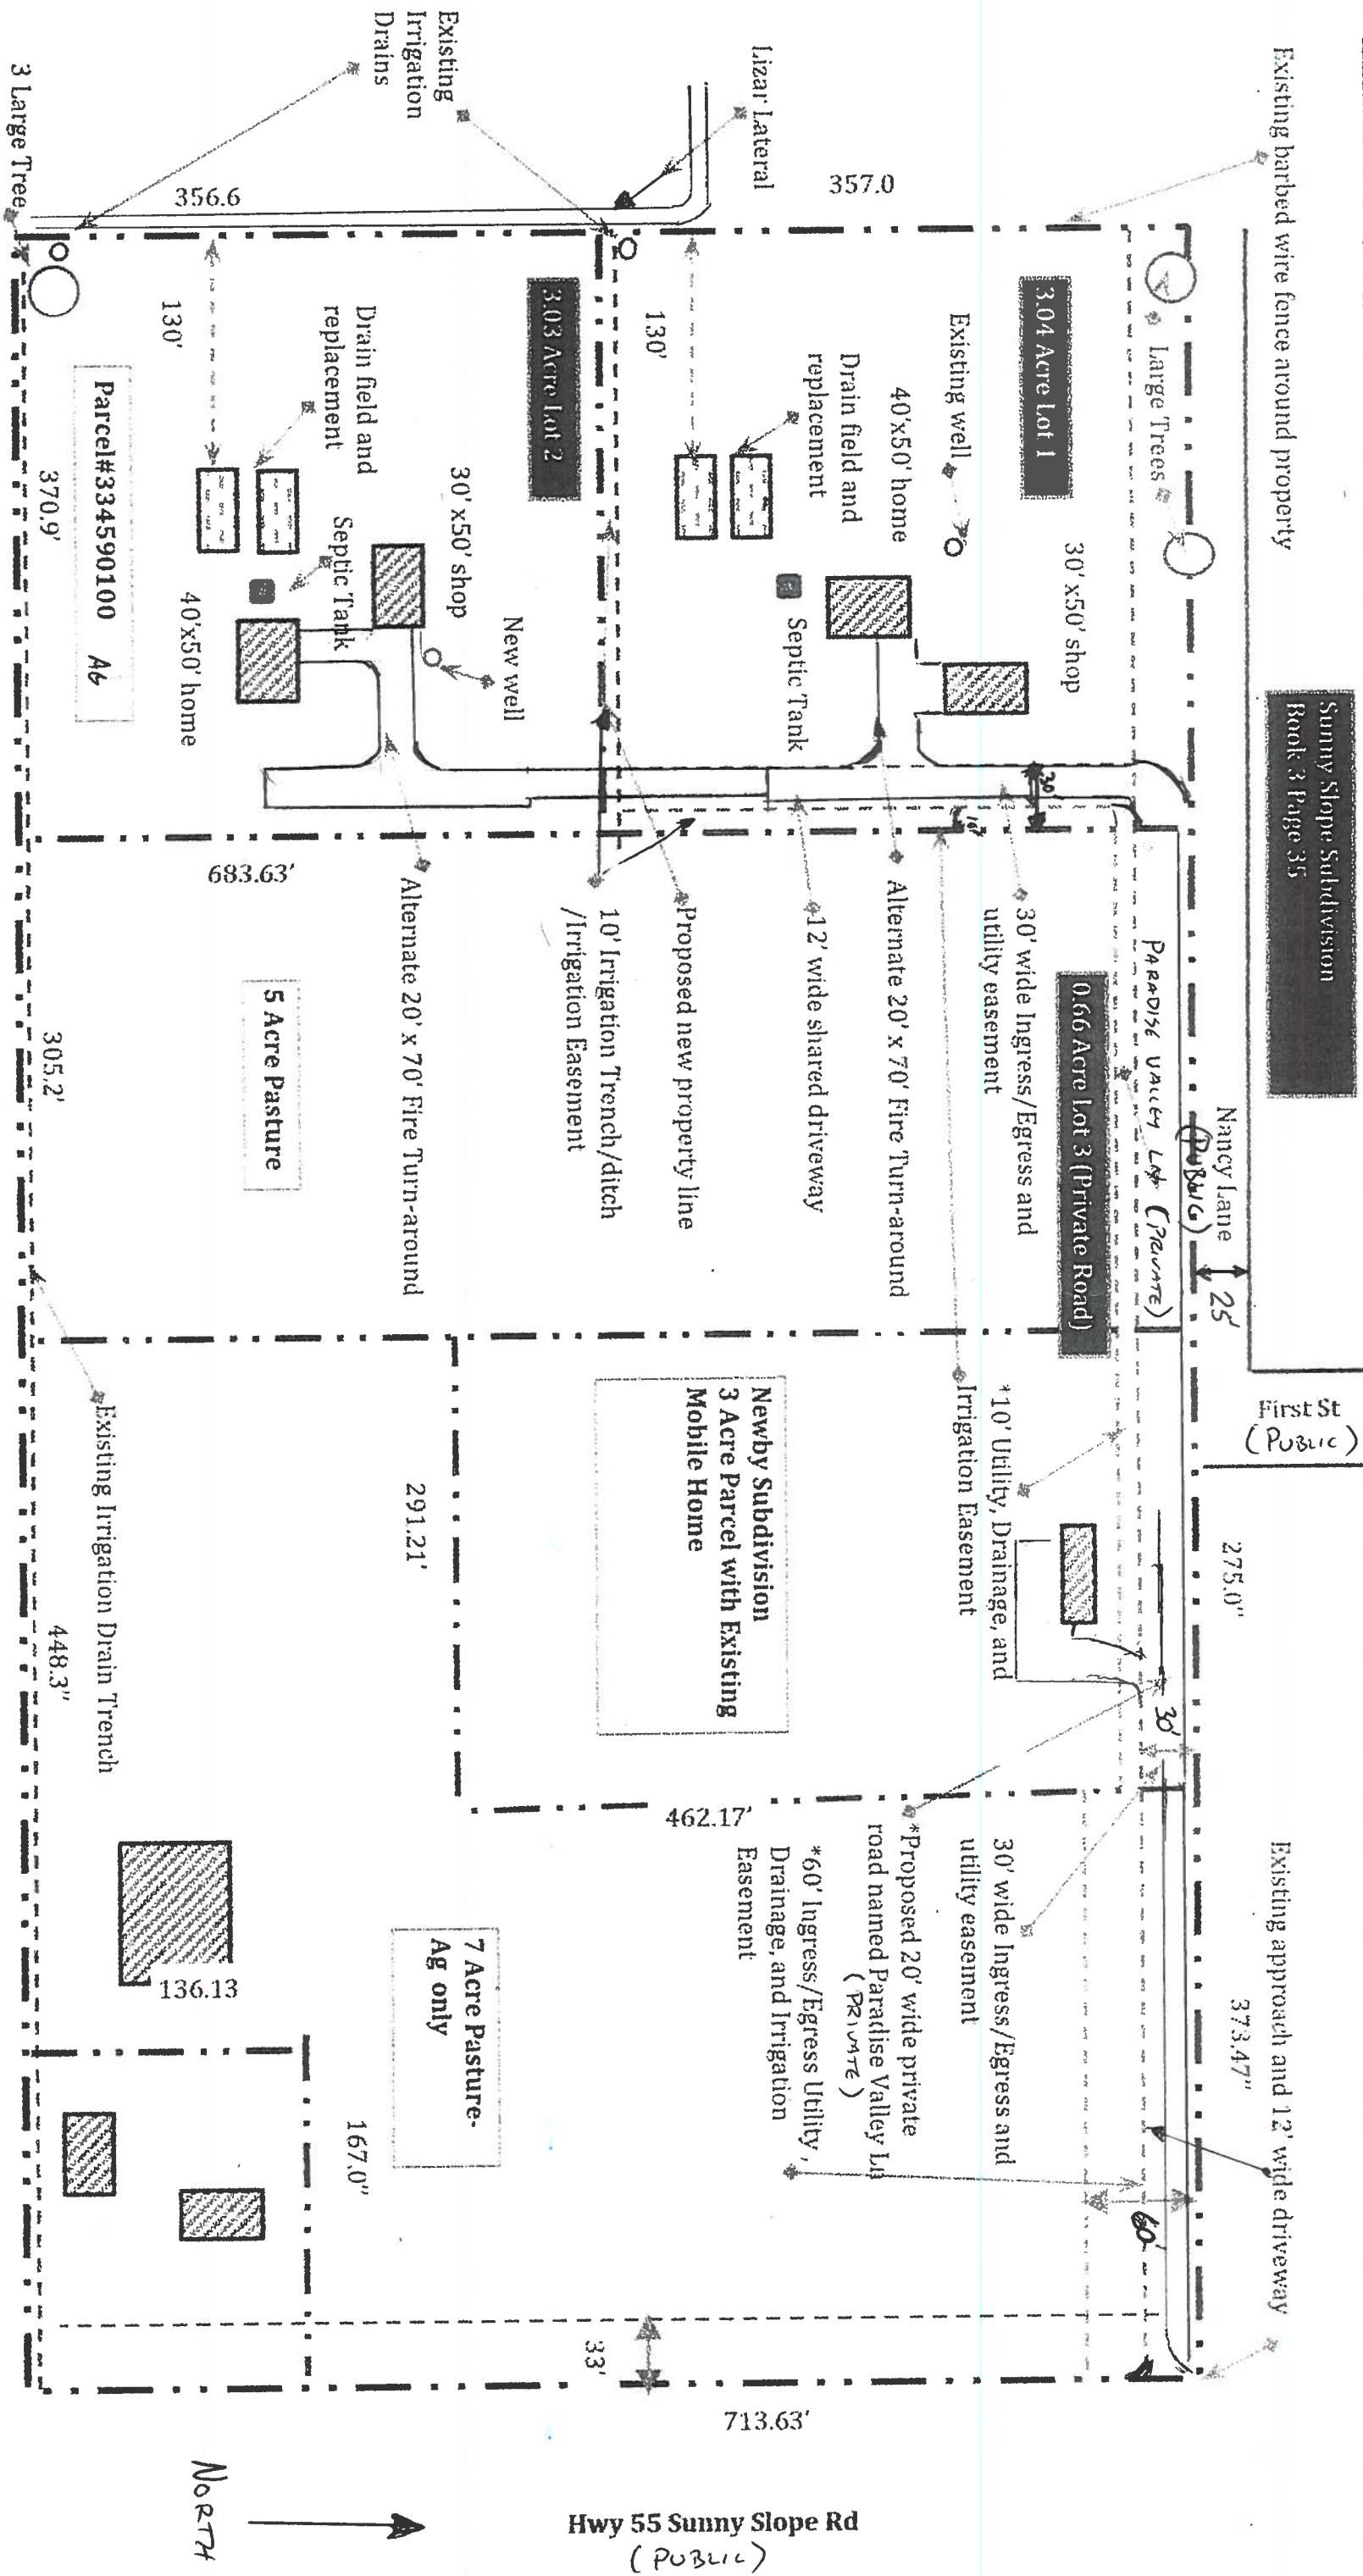 Existing barbed wire fence around property
Sunny Slope Subdivision
Book 3 Page 35
Nancy Lane
(PUBLIC)
25'
First St
(PUBLIC)
275.0"
373.47"
Existing approach and 12' wide driveway
Lizar Lateral
Existing
Irrigation
Drains
3 Large Tree
357.0
356.6
Large Trees
3.04 Acre Lot 1
30'x50' shop
Existing well
40'x50' home
Drain field and
replacement
Septic Tank
130'
30'
10'
3.03 Acre Lot 2
30'x50' shop
New well
Drain field and
replacement
Septic Tank
40'x50' home
130'
Parcel#334590100 AG
370.9'
PARADISE VALLEY LN (PRIVATE)
0.66 Acre Lot 3 (Private Road)
30' wide Ingress/Egress and
utility easement
Alternate 20' x 70' Fire Turn-around
12' wide shared driveway
Proposed new property line
10' Irrigation Trench/ditch
/Irrigation Easement
Alternate 20' x 70' Fire Turn-around
683.63'
5 Acre Pasture
305.2'
*10' Utility, Drainage, and
Irrigation Easement
Newby Subdivision
3 Acre Parcel with Existing
Mobile Home
291.21'
Existing Irrigation Drain Trench
448.3"
30'
462.17'
30' wide Ingress/Egress and
utility easement
*Proposed 20' wide private
road named Paradise Valley Ln
(PRIVATE)
*60' Ingress/Egress Utility,
Drainage, and Irrigation
Easement
60'
7 Acre Pasture-
Ag only
136.13
167.0"
33'
713.63'
NORTH
Hwy 55 Sunny Slope Rd
(PUBLIC)